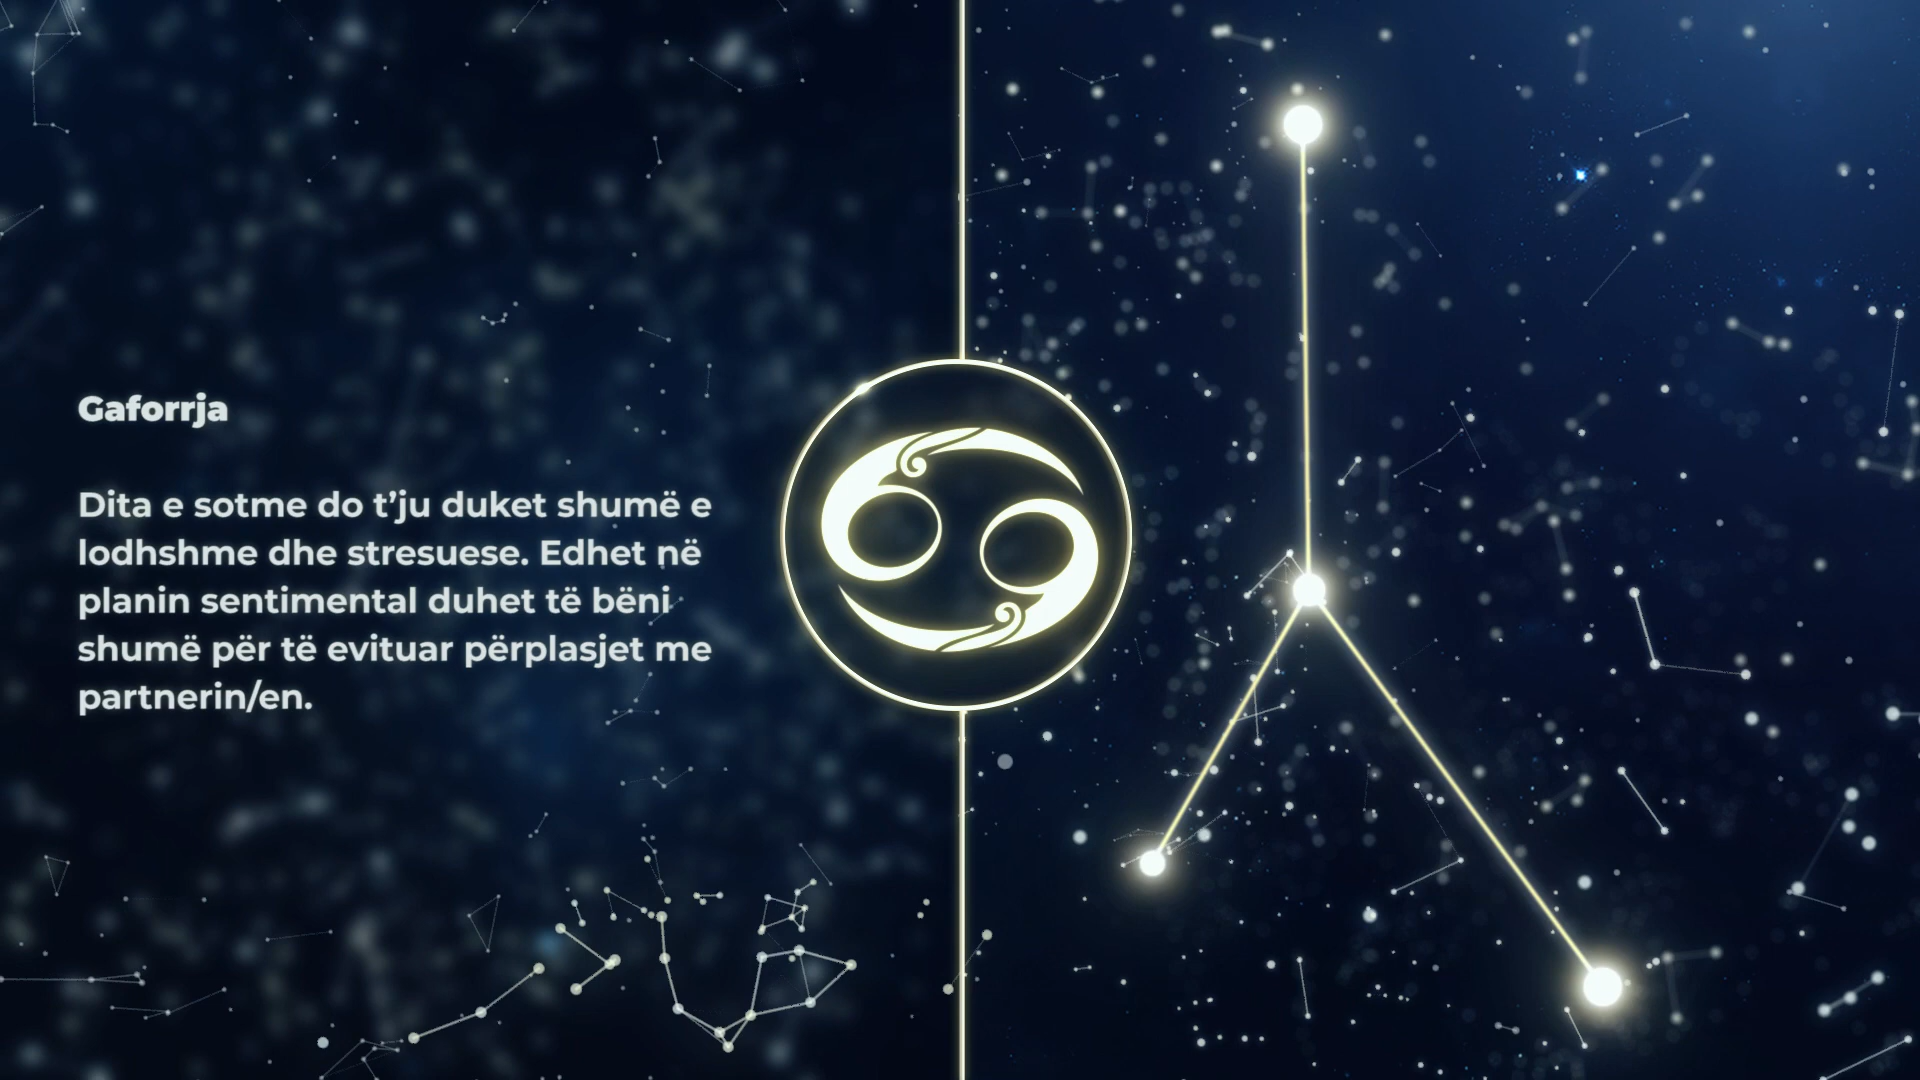 Gaforrja
Dita e sotme do t’ju duket shumë e
lodhshme dhe stresuese. Edhet në
planin sentimental duhet të bëni
shumë për të evituar përplasjet me
partnerin/en.